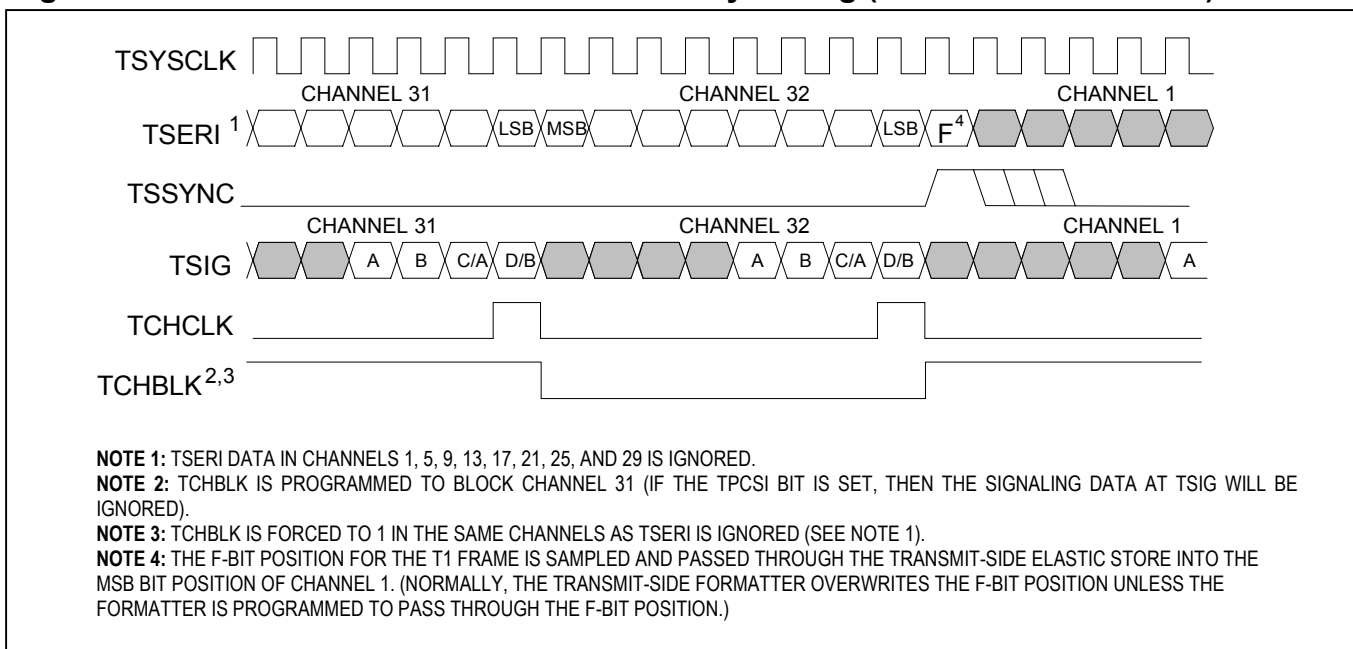 TSYSCLK
CHANNEL 31 CHANNEL 32 CHANNEL 1
TSERI 1 LSB MSB LSB F4
TSSYNC
CHANNEL 31 CHANNEL 32 CHANNEL 1
TSIG A B C/A D/B A B C/A D/B A
TCHCLK
TCHBLK2,3
NOTE 1: TSERI DATA IN CHANNELS 1, 5, 9, 13, 17, 21, 25, AND 29 IS IGNORED.
NOTE 2: TCHBLK IS PROGRAMMED TO BLOCK CHANNEL 31 (IF THE TPCSI BIT IS SET, THEN THE SIGNALING DATA AT TSIG WILL BE
IGNORED).
NOTE 3: TCHBLK IS FORCED TO 1 IN THE SAME CHANNELS AS TSERI IS IGNORED (SEE NOTE 1).
NOTE 4: THE F-BIT POSITION FOR THE T1 FRAME IS SAMPLED AND PASSED THROUGH THE TRANSMIT-SIDE ELASTIC STORE INTO THE
MSB BIT POSITION OF CHANNEL 1. (NORMALLY, THE TRANSMIT-SIDE FORMATTER OVERWRITES THE F-BIT POSITION UNLESS THE
FORMATTER IS PROGRAMMED TO PASS THROUGH THE F-BIT POSITION.)